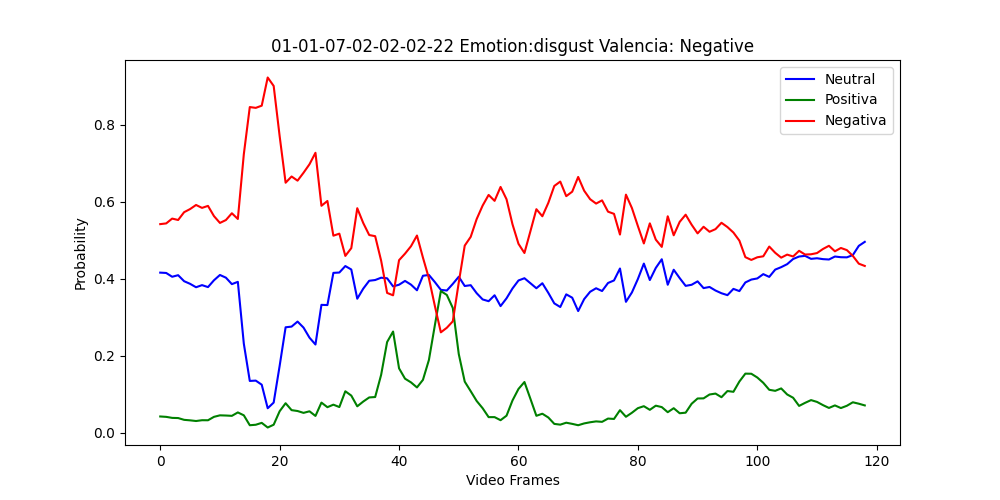 01-01-07-02-02-02-22 Emotion:disgust Valencia: Negative
Neutral
Positiva
Negativa
Probability
0.8
0.6
0.4
0.2
0.0
0 20 40 60 80 100 120
Video Frames